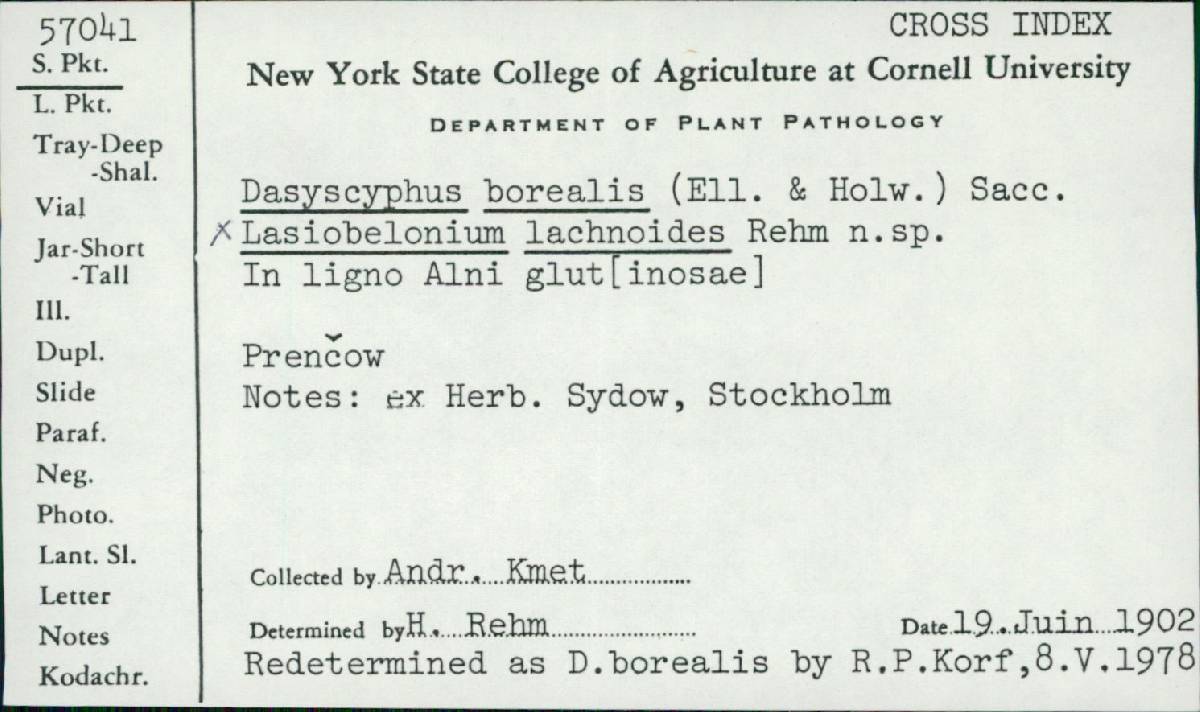 57041
S. Pkt.
L. Pkt.
Tray-Deep
-Shal.
Vial
Jar-Short
-Tall
Ill.
Dupl.
Slide
Paraf.
Neg.
Photo.
Lant. Sl.
Letter
Notes
Kodachr.
CROSS INDEX
New York State College of Agriculture at Cornell University
DEPARTMENT OF PLANT PATHOLOGY
Dasyscyphus borealis (Ell. & Holw.) Sacc.
x Lasiobelonium lachnoides Rehm n.sp.
In ligno Alni glut[inosae]
Prenčow
Notes: ex Herb. Sydow, Stockholm
Collected by Andr. Kmet
Determined by H. Rehm
Date 19. Juin 1902
Redetermined as D.borealis by R.P.Korf,8.V.1978